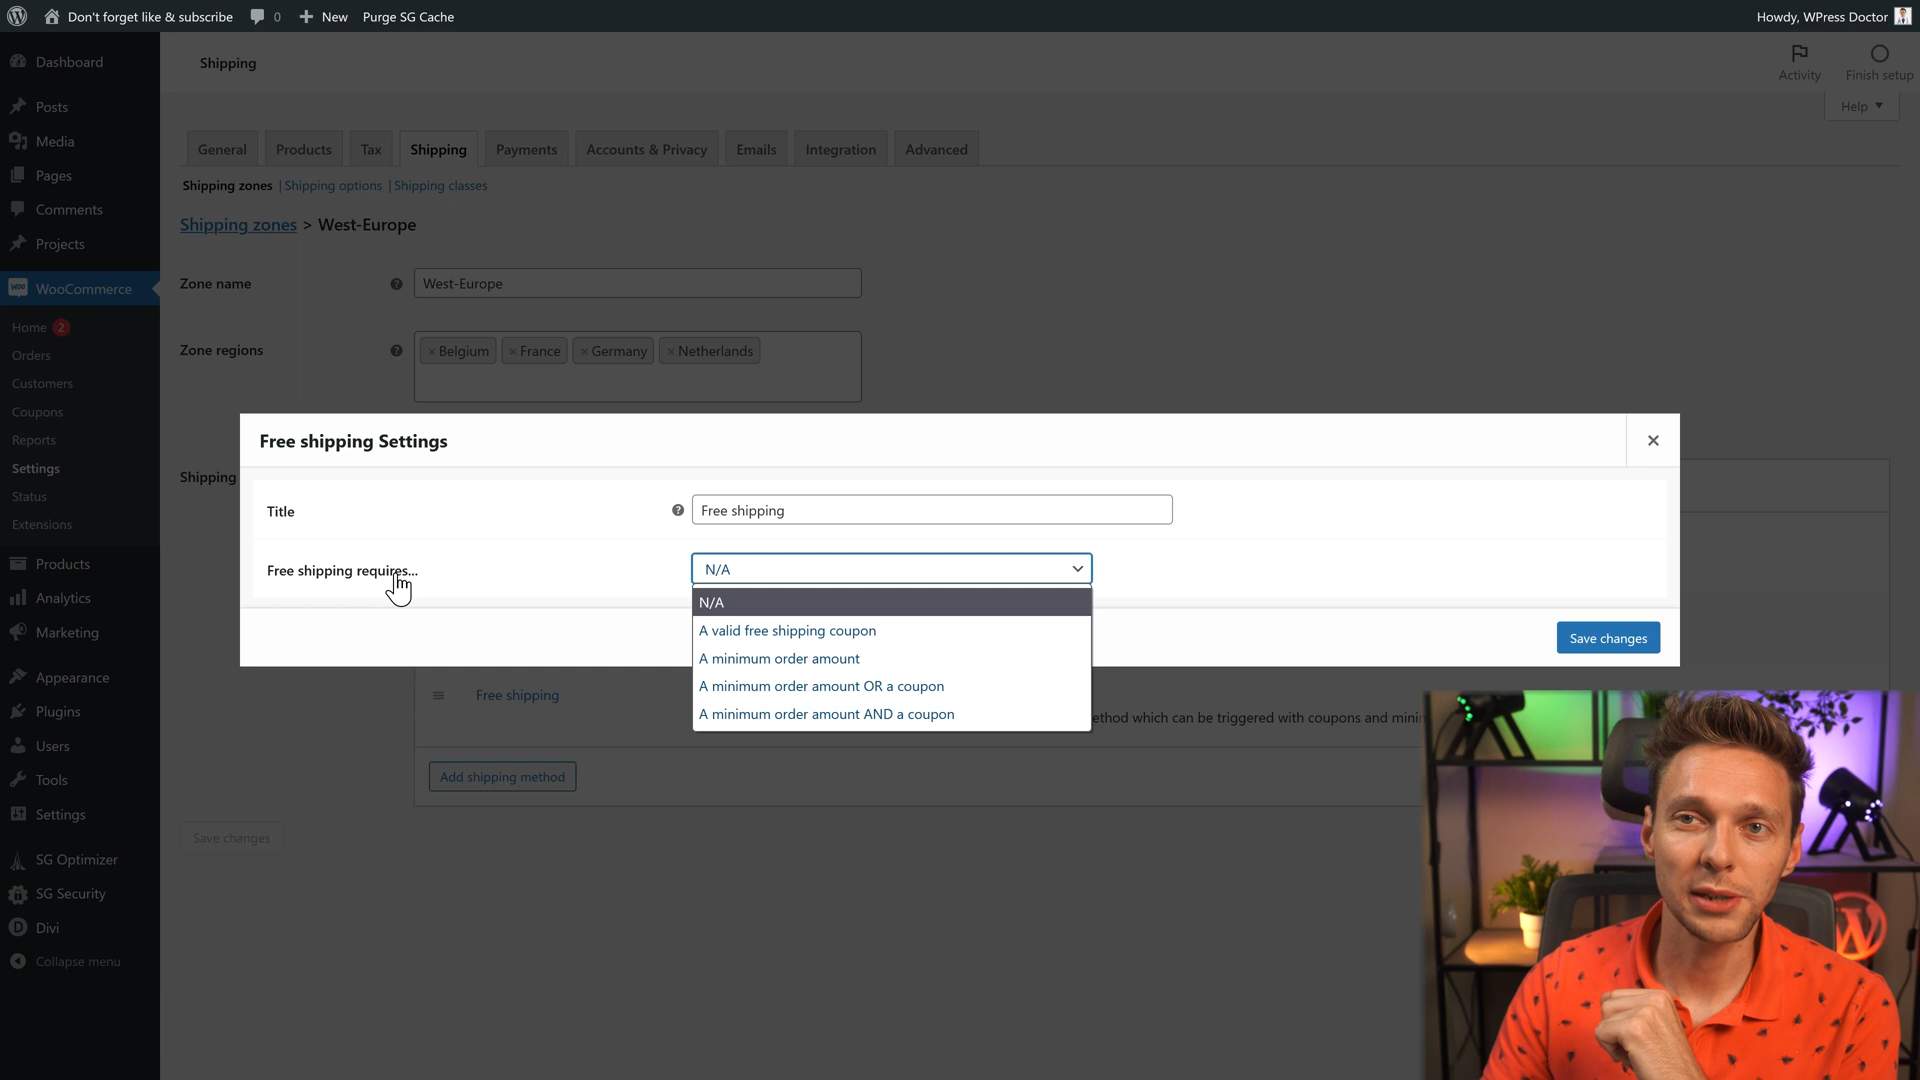 Don't forget like & subscribe 0 New Purge SG Cache Howdy, WPress Doctor
Dashboard
Posts
Media
Pages
Comments
Projects
WooCommerce
Home 2
Orders
Customers
Coupons
Reports
Settings
Status
Extensions
Products
Analytics
Marketing
Appearance
Plugins
Users
Tools
Settings
SG Optimizer
SG Security
Divi
Collapse menu
Shipping
Activity
Finish setup
Help
General Products Tax Shipping Payments Accounts & Privacy Emails Integration Advanced
Shipping zones | Shipping options | Shipping classes
Shipping zones > West-Europe
Zone name West-Europe
Zone regions × Belgium × France × Germany × Netherlands
Shipping
Free shipping Settings
Title Free shipping
Free shipping requires... N/A
N/A
A valid free shipping coupon
A minimum order amount
A minimum order amount OR a coupon
A minimum order amount AND a coupon
Save changes
Free shipping
ethod which can be triggered with coupons and mini
Add shipping method
Save changes